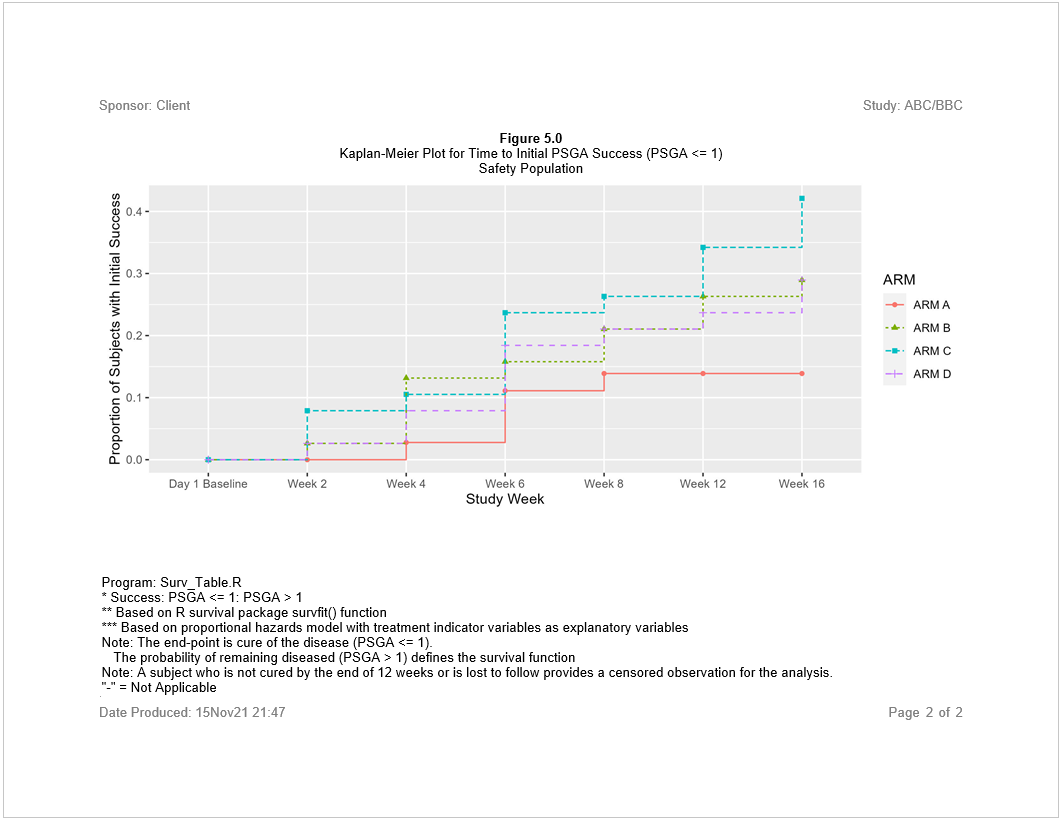 Sponsor: Client
Study: ABC/BBC
Figure 5.0
Kaplan-Meier Plot for Time to Initial PSGA Success (PSGA <= 1)
Safety Population
Proportion of Subjects with Initial Success
0.4
0.3
0.2
0.1
0.0
Day 1 Baseline
Week 2
Week 4
Week 6
Week 8
Week 12
Week 16
Study Week
ARM
ARM A
ARM B
ARM C
ARM D
Program: Surv_Table.R
* Success: PSGA <= 1: PSGA > 1
** Based on R survival package survfit() function
*** Based on proportional hazards model with treatment indicator variables as explanatory variables
Note: The end-point is cure of the disease (PSGA <= 1).
The probability of remaining diseased (PSGA > 1) defines the survival function
Note: A subject who is not cured by the end of 12 weeks or is lost to follow provides a censored observation for the analysis.
"-" = Not Applicable
Date Produced: 15Nov21 21:47
Page 2 of 2